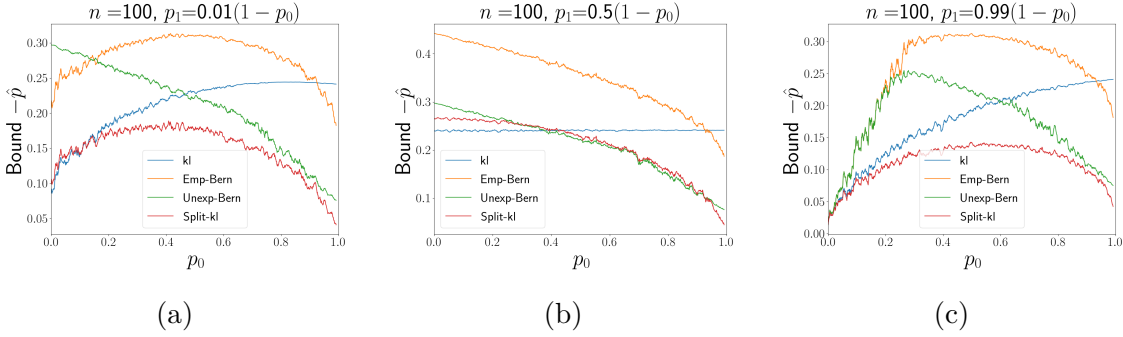 n =100, p₁=0.01(1 − p₀)
Bound −p̂
0.30
0.25
0.20
0.15
0.10
0.05
kl
Emp-Bern
Unexp-Bern
Split-kl
0.0 0.2 0.4 0.6 0.8 1.0
p₀
(a)
n =100, p₁=0.5(1 − p₀)
Bound −p̂
0.4
0.3
0.2
0.1
kl
Emp-Bern
Unexp-Bern
Split-kl
0.0 0.2 0.4 0.6 0.8 1.0
p₀
(b)
n =100, p₁=0.99(1 − p₀)
Bound −p̂
0.30
0.25
0.20
0.15
0.10
0.05
0.00
kl
Emp-Bern
Unexp-Bern
Split-kl
0.0 0.2 0.4 0.6 0.8 1.0
p₀
(c)